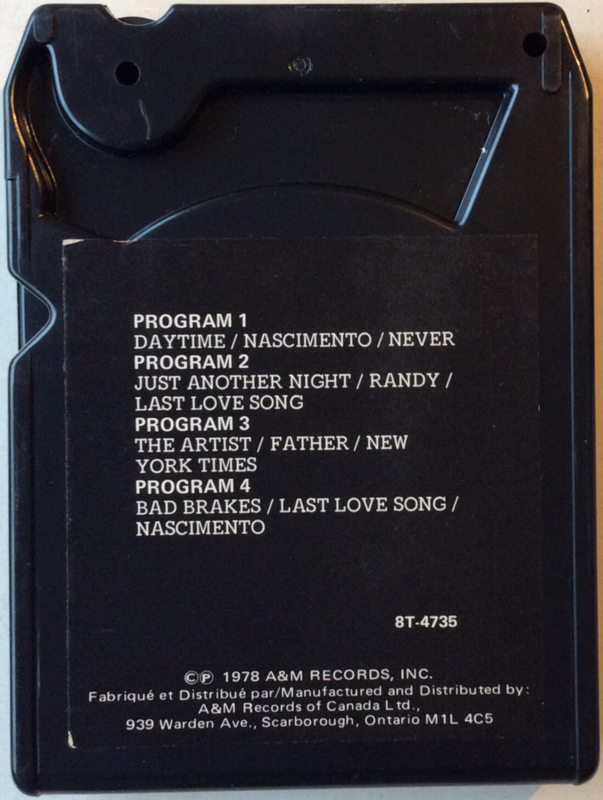 PROGRAM 1
DAYTIME / NASCIMENTO / NEVER
PROGRAM 2
JUST ANOTHER NIGHT / RANDY /
LAST LOVE SONG
PROGRAM 3
THE ARTIST / FATHER / NEW
YORK TIMES
PROGRAM 4
BAD BRAKES / LAST LOVE SONG /
NASCIMENTO
8T-4735
©℗ 1978 A&M RECORDS, INC.
Fabriqué et Distribué par/Manufactured and Distributed by:
A&M Records of Canada Ltd.,
939 Warden Ave., Scarborough, Ontario M1L 4C5